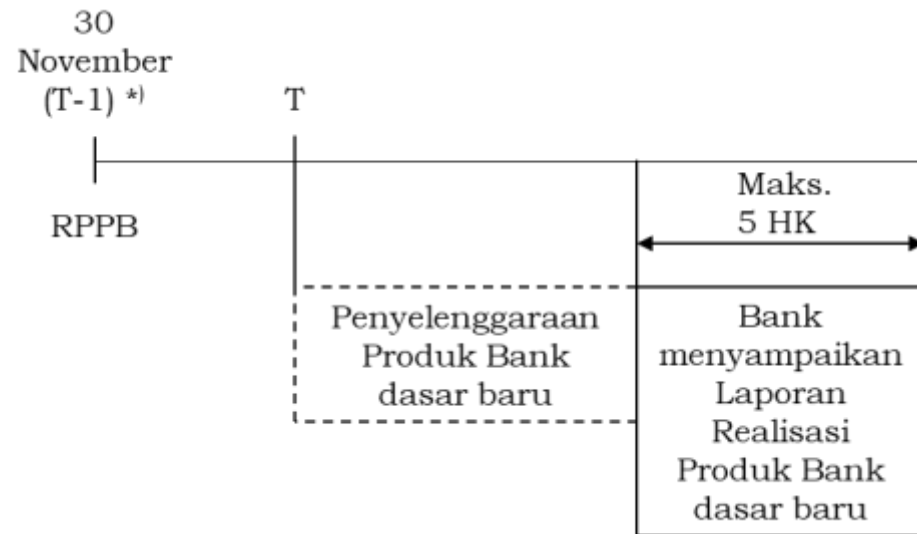 30
November
(T-1) *)
T
RPPB
Maks.
5 HK
Penyelenggaraan
Produk Bank
dasar baru
Bank
menyampaikan
Laporan
Realisasi
Produk Bank
dasar baru